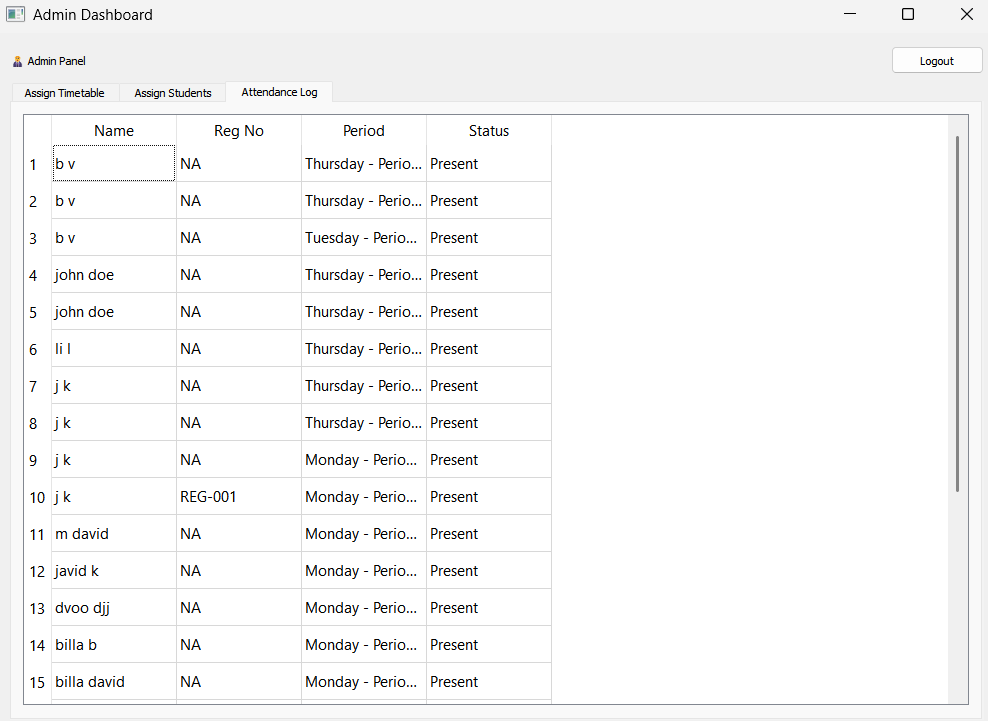 Admin Dashboard
Admin Panel
Logout
Assign Timetable Assign Students Attendance Log
Name Reg No Period Status
1 b v NA Thursday - Perio... Present
2 b v NA Thursday - Perio... Present
3 b v NA Tuesday - Perio... Present
4 john doe NA Thursday - Perio... Present
5 john doe NA Thursday - Perio... Present
6 li l NA Thursday - Perio... Present
7 j k NA Thursday - Perio... Present
8 j k NA Thursday - Perio... Present
9 j k NA Monday - Perio... Present
10 j k REG-001 Monday - Perio... Present
11 m david NA Monday - Perio... Present
12 javid k NA Monday - Perio... Present
13 dvoo djj NA Monday - Perio... Present
14 billa b NA Monday - Perio... Present
15 billa david NA Monday - Perio... Present